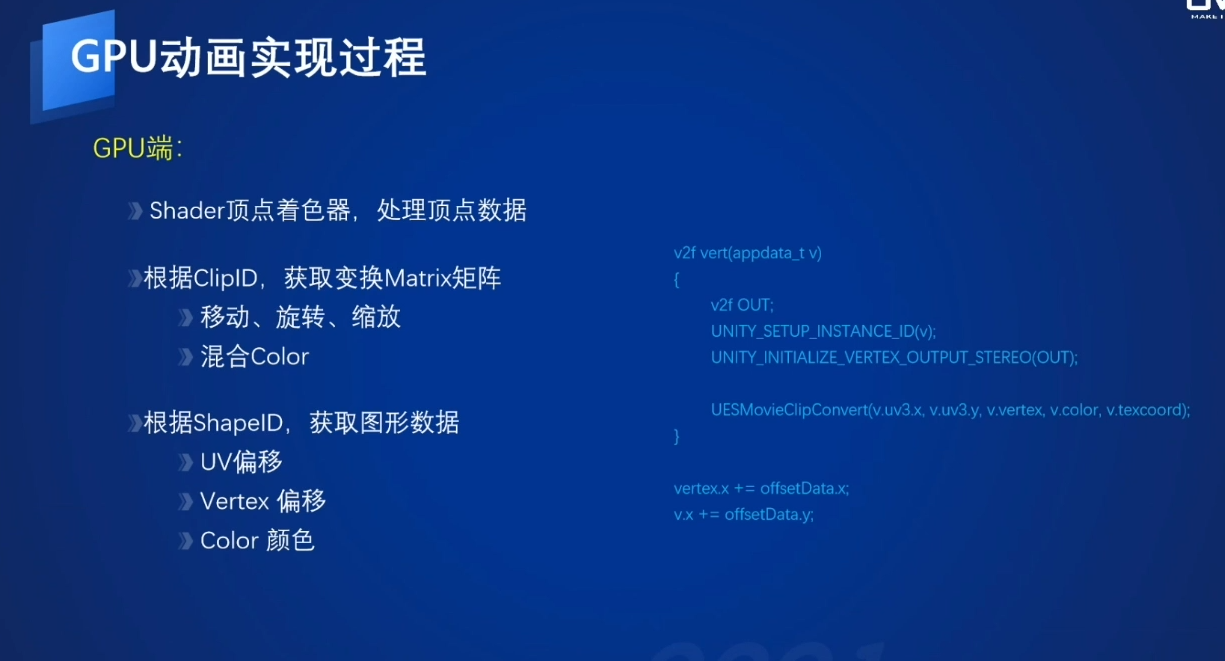 GPU动画实现过程
GPU端：
Shader顶点着色器，处理顶点数据
根据ClipID，获取变换Matrix矩阵
移动、旋转、缩放
混合Color
根据ShapeID，获取图形数据
UV偏移
Vertex 偏移
Color 颜色
v2f vert(appdata_t v)
{
v2f OUT;
UNITY_SETUP_INSTANCE_ID(v);
UNITY_INITIALIZE_VERTEX_OUTPUT_STEREO(OUT);
UESMovieClipConvert(v.uv3.x, v.uv3.y, v.vertex, v.color, v.texcoord);
}
vertex.x += offsetData.x;
v.x += offsetData.y;